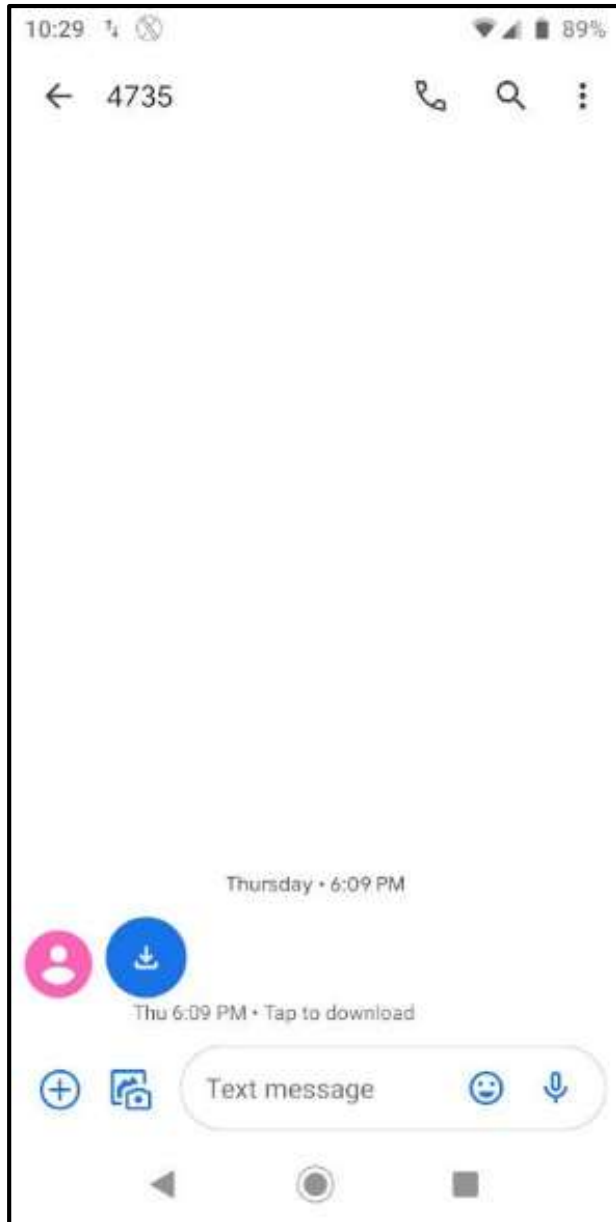 10:29 89%
4735
Thursday • 6:09 PM
Thu 6:09 PM • Tap to download
Text message